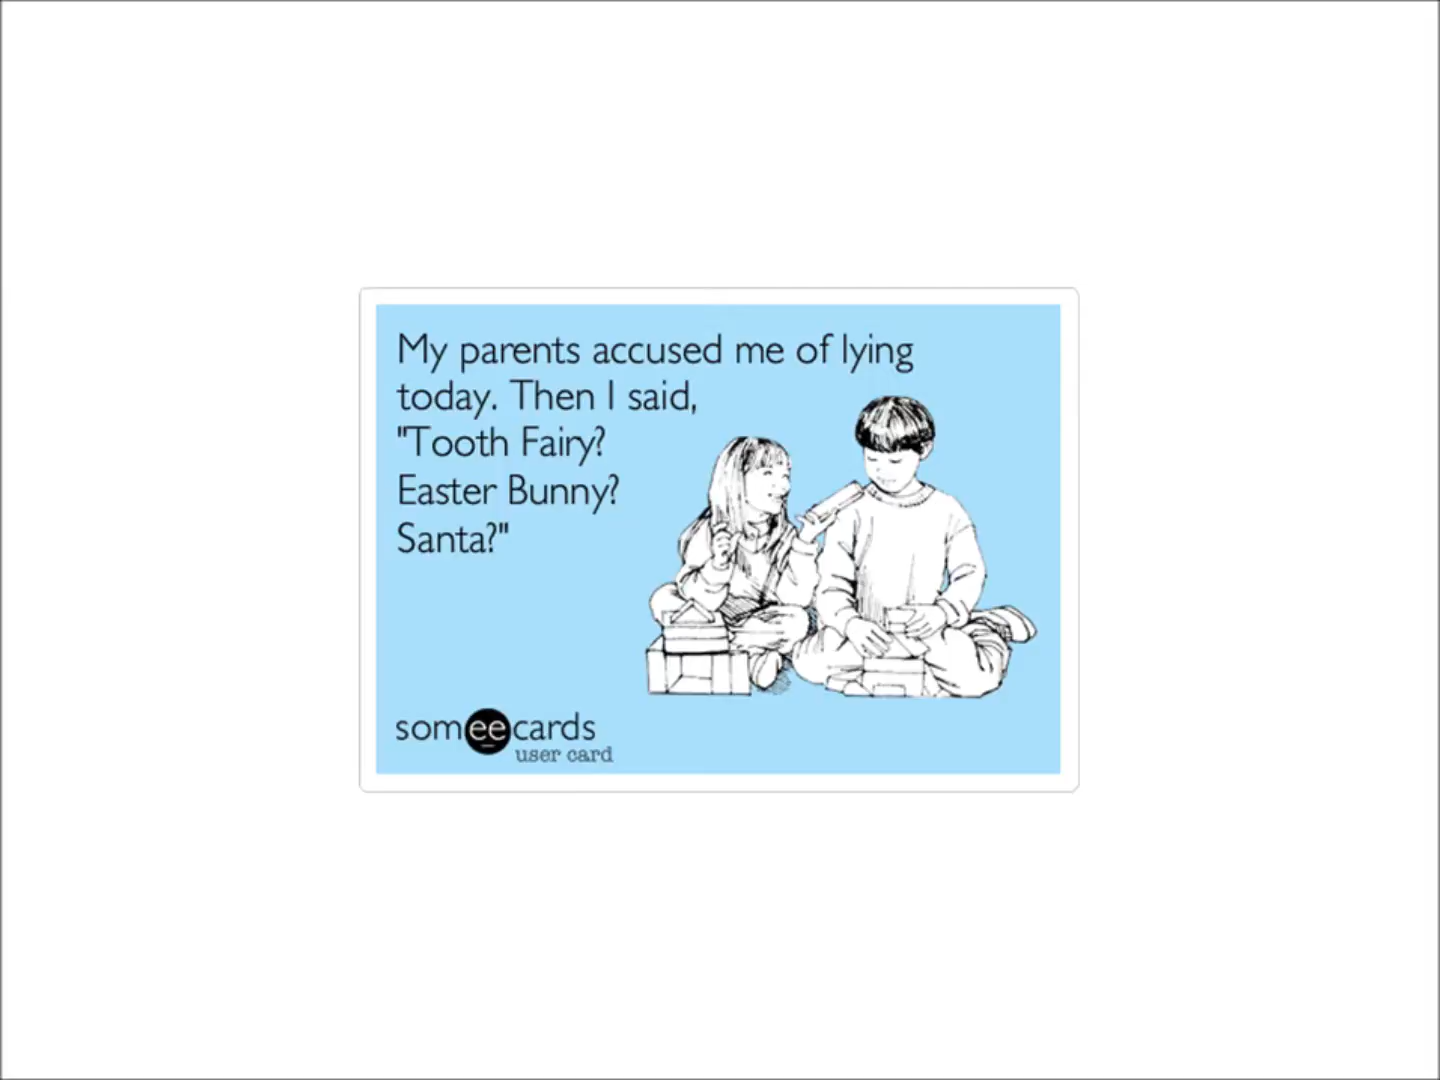 My parents accused me of lying
today. Then I said,
"Tooth Fairy?
Easter Bunny?
Santa?"
someecards
user card